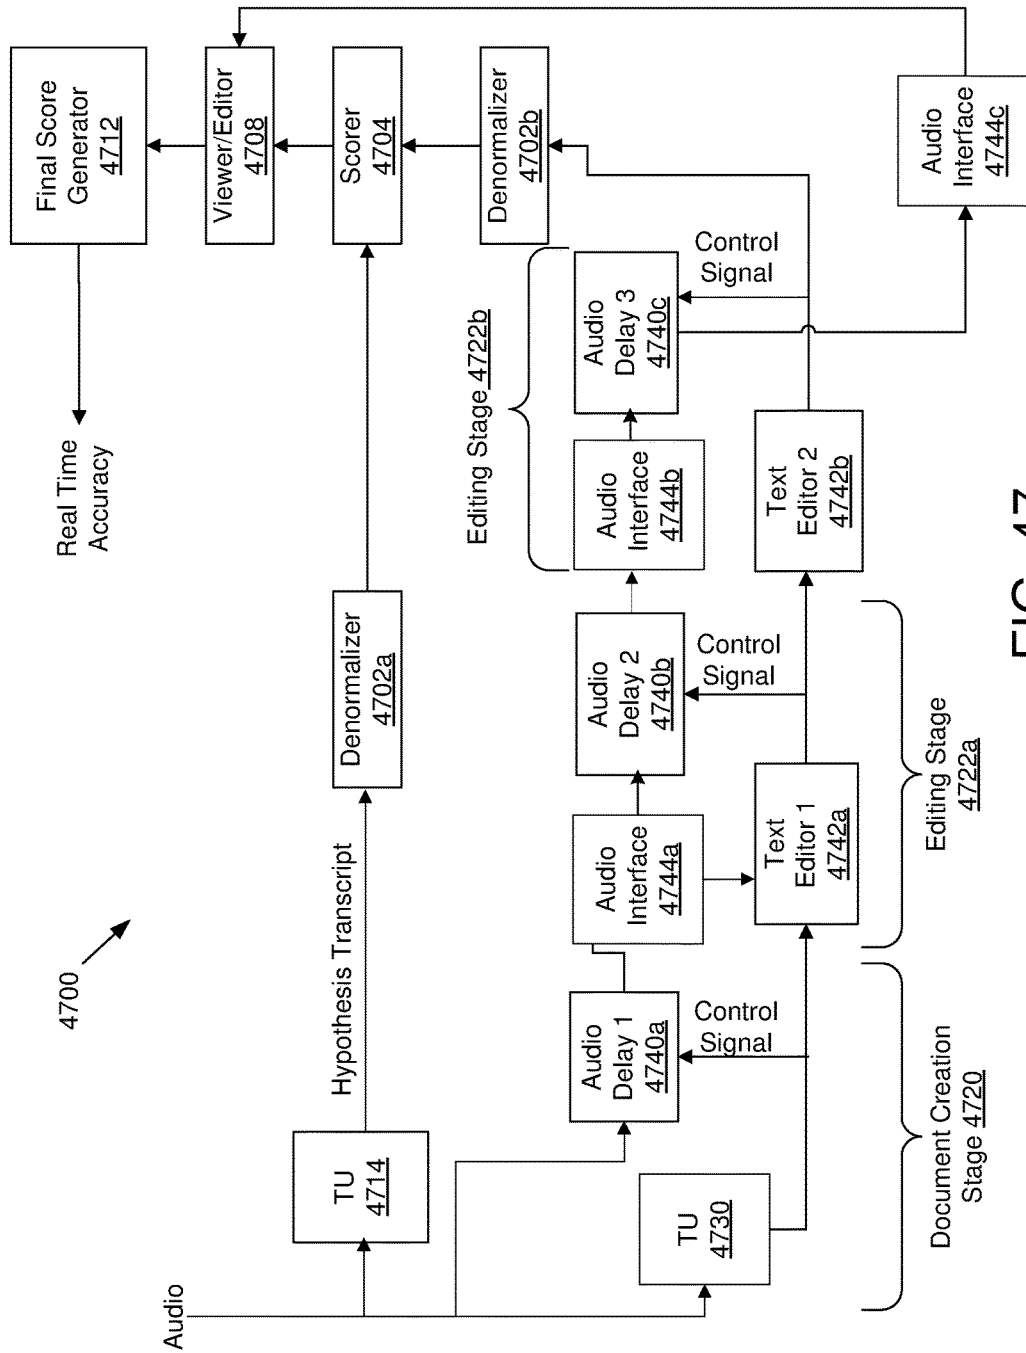 4700
Audio
TU
4714
Hypothesis Transcript
Denormalizer
4702a
Real Time
Accuracy
Final Score
Generator
4712
Viewer/Editor
4708
Scorer
4704
Denormalizer
4702b
TU
4730
Audio
Delay 1
4740a
Control
Signal
Audio
Interface
4744a
Audio
Delay 2
4740b
Control
Signal
Editing Stage 4722b
Audio
Interface
4744b
Audio
Delay 3
4740c
Control
Signal
Audio
Interface
4744c
Text
Editor 1
4742a
Text
Editor 2
4742b
Document Creation
Stage 4720
Editing Stage
4722a
FIG. 47